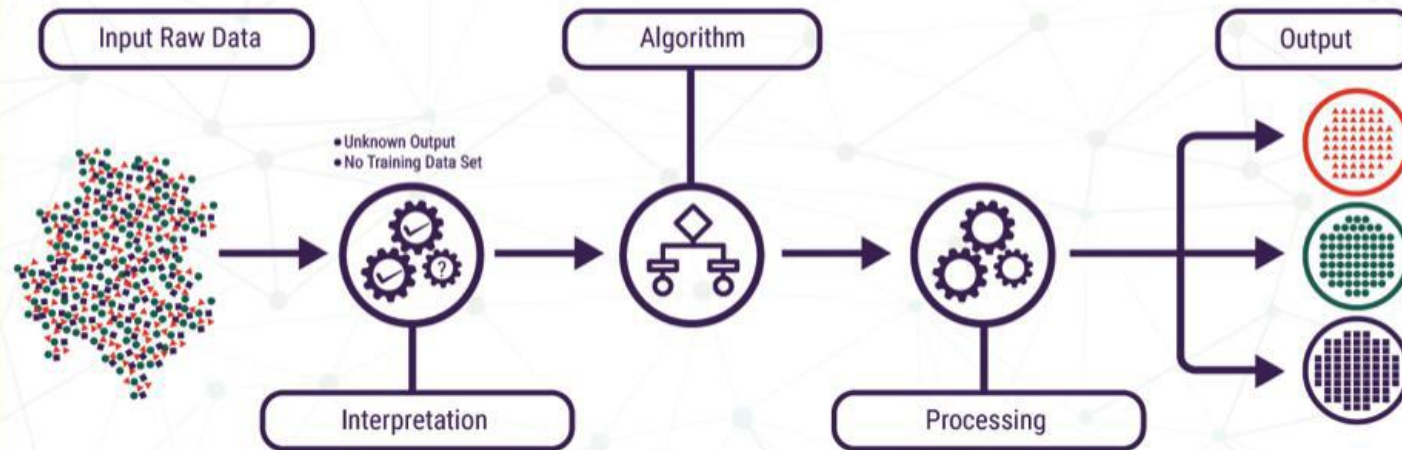 Input Raw Data
Algorithm
Output
• Unknown Output
• No Training Data Set
?
Interpretation
Processing